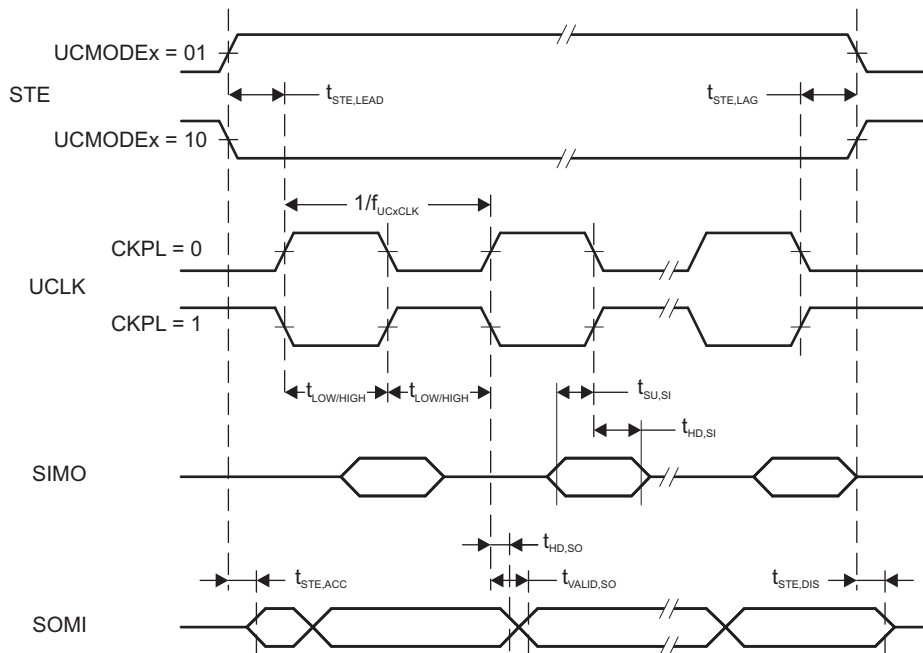 UCMODEx = 01
STE
t_STE,LEAD
t_STE,LAG
UCMODEx = 10
1/f_UCxCLK
CKPL = 0
UCLK
CKPL = 1
t_LOW/HIGH t_LOW/HIGH
t_SU,SI
t_HD,SI
SIMO
t_HD,SO
t_STE,ACC
t_VALID,SO
t_STE,DIS
SOMI